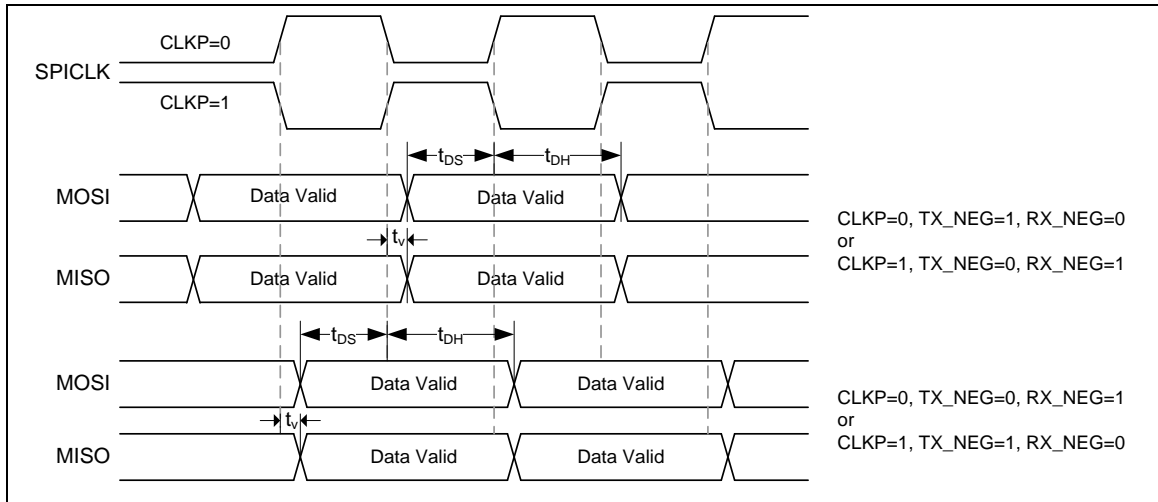 CLKP=0
SPICLK
CLKP=1
tDS tDH
MOSI Data Valid Data Valid
tv
MISO Data Valid Data Valid
CLKP=0, TX_NEG=1, RX_NEG=0
or
CLKP=1, TX_NEG=0, RX_NEG=1
tDS tDH
MOSI Data Valid Data Valid
tv
MISO Data Valid Data Valid
CLKP=0, TX_NEG=0, RX_NEG=1
or
CLKP=1, TX_NEG=1, RX_NEG=0